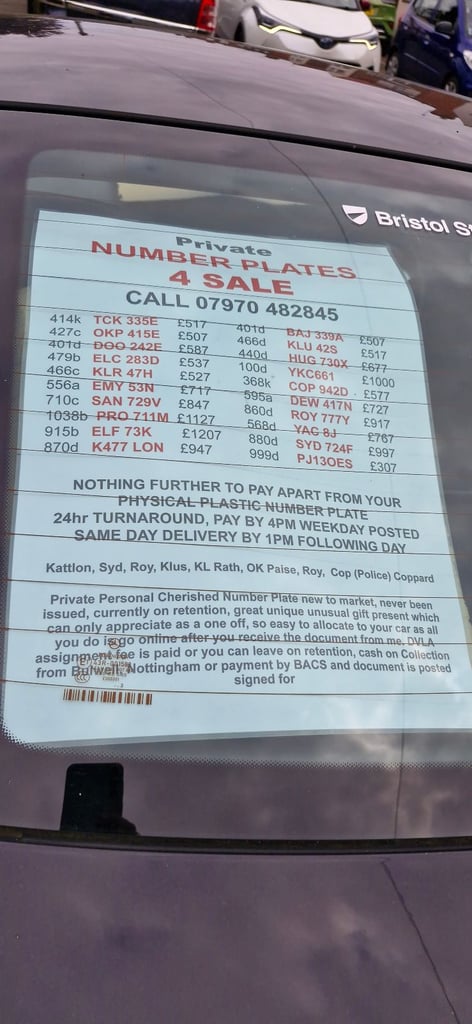 Bristol St
Private
NUMBER PLATES
4 SALE
CALL 07970 482845
414k TCK 335E £517 401d BAJ 339A £507
427c OKP 415E £507 466d KLU 42S £517
401d DOO 242E £587 440d HUG 730X £677
479b ELC 283D £537 100d YKC661 £1000
466c KLR 47H £527 368k COP 942D £577
556a EMY 53N £717 595a DEW 417N £727
710c SAN 729V £847 860d ROY 777Y £917
1038b PRO 711M £1127 568d YAC 8J £767
915b ELF 73K £1207 880d SYD 724F £997
870d K477 LON £947 999d PJ13OES £307
NOTHING FURTHER TO PAY APART FROM YOUR
PHYSICAL PLASTIC NUMBER PLATE
24hr TURNAROUND, PAY BY 4PM WEEKDAY POSTED
SAME DAY DELIVERY BY 1PM FOLLOWING DAY
Kattlon, Syd, Roy, Klus, KL Rath, OK Paise, Roy, Cop (Police) Coppard
Private Personal Cherished Number Plate new to market, never been
issued, currently on retention, great unique unusual gift present which
can only appreciate as a one off, so easy to allocate to your car as all
you do is go online after you receive the document from me, DVLA
assignment fee is paid or you can leave on retention, cash on Collection
from Bulwell, Nottingham or payment by BACS and document is posted
signed for